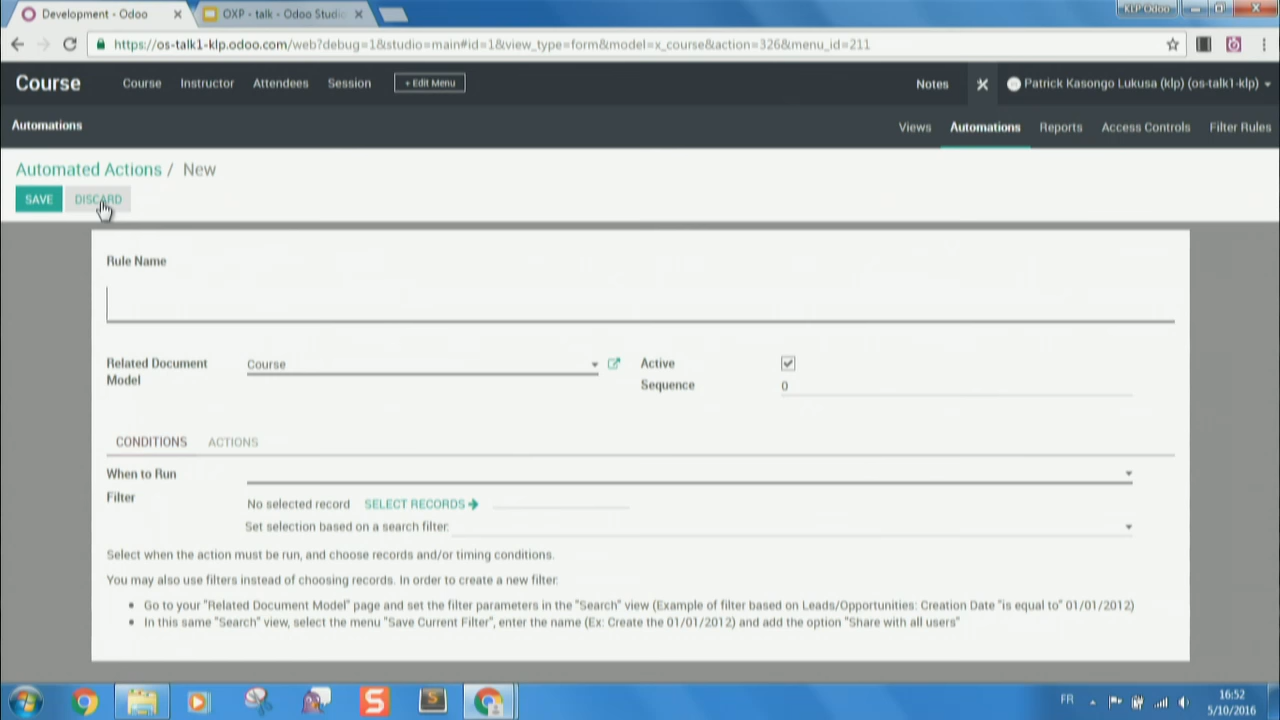 Development - Odoo
OXP - talk - Odoo Studi
KLP Odoo
https://os-talk1-klp.odoo.com/web?debug=1&studio=main#id=1&view_type=form&model=x_course&action=326&menu_id=211
Course Course Instructor Attendees Session + Edit Menu Notes Patrick Kasongo Lukusa (klp) (os-talk1-klp)
Automations Views Automations Reports Access Controls Filter Rules
Automated Actions / New
SAVE DISCARD
Rule Name
Related Document Model Course Active
Sequence 0
CONDITIONS ACTIONS
When to Run
Filter No selected record SELECT RECORDS
Set selection based on a search filter:
Select when the action must be run, and choose records and/or timing conditions.
You may also use filters instead of choosing records. In order to create a new filter:
• Go to your "Related Document Model" page and set the filter parameters in the "Search" view (Example of filter based on Leads/Opportunities: Creation Date "is equal to" 01/01/2012)
• In this same "Search" view, select the menu "Save Current Filter", enter the name (Ex: Create the 01/01/2012) and add the option "Share with all users"
FR 16:52
5/10/2016